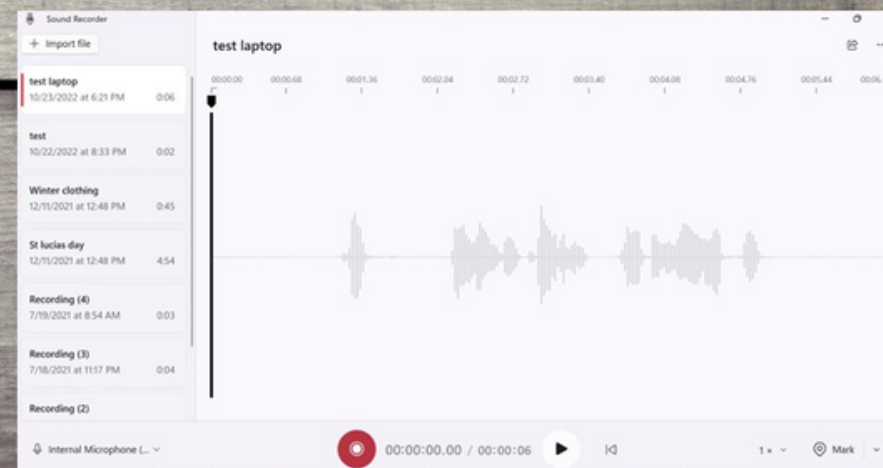 Sound Recorder
+ Import file
test laptop
10/23/2022 at 6:21 PM 0:06
test
10/22/2022 at 8:33 PM 0:02
Winter clothing
12/11/2021 at 12:48 PM 0:45
St lucias day
12/11/2021 at 12:48 PM 4:54
Recording (4)
7/19/2021 at 8:54 AM 0:03
Recording (3)
7/18/2021 at 11:17 PM 0:04
Recording (2)
Internal Microphone (...
test laptop
00:00.00 00:00.68 00:01.36 00:02.04 00:02.72 00:03.40 00:04.08 00:04.76 00:05.44 00:06.
00:00:00.00 / 00:00:06
1 x
Mark